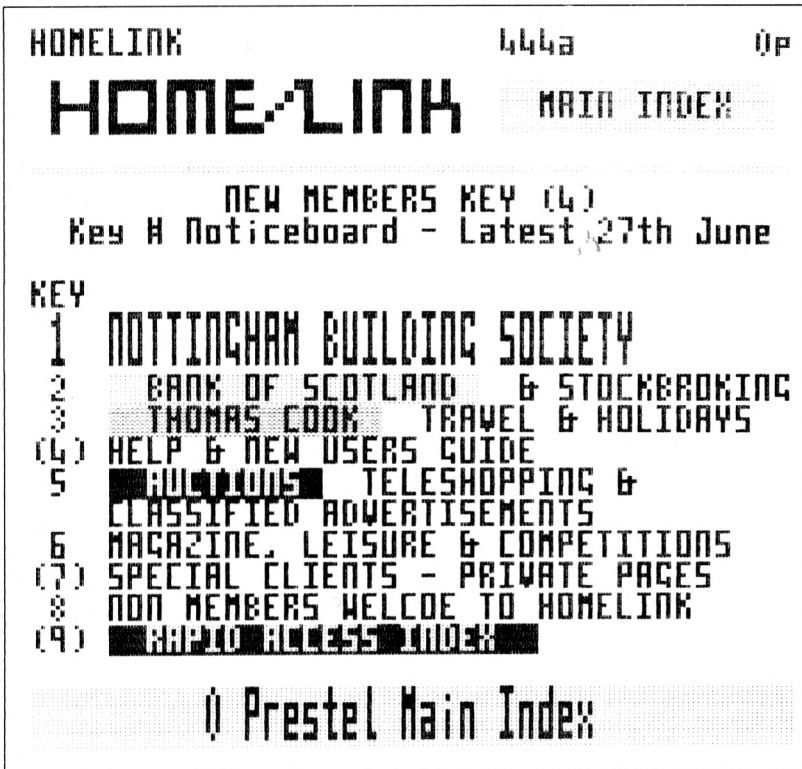 HOMELINK 444a 0p
HOME LINK MAIN INDEX
NEW MEMBERS KEY (4)
Key # Noticeboard - Latest 27th June
KEY
1 NOTTINGHAM BUILDING SOCIETY
2 BANK OF SCOTLAND & STOCKBROKING
3 THOMAS COOK TRAVEL & HOLIDAYS
(4) HELP & NEW USERS GUIDE
5 AUCTIONS TELESHOPPING &
CLASSIFIED ADVERTISEMENTS
6 MAGAZINE, LEISURE & COMPETITIONS
(7) SPECIAL CLIENTS - PRIVATE PAGES
8 NON MEMBERS WELCOE TO HOMELINK
(9) RAPID ACCESS INDEX
0 Prestel Main Index